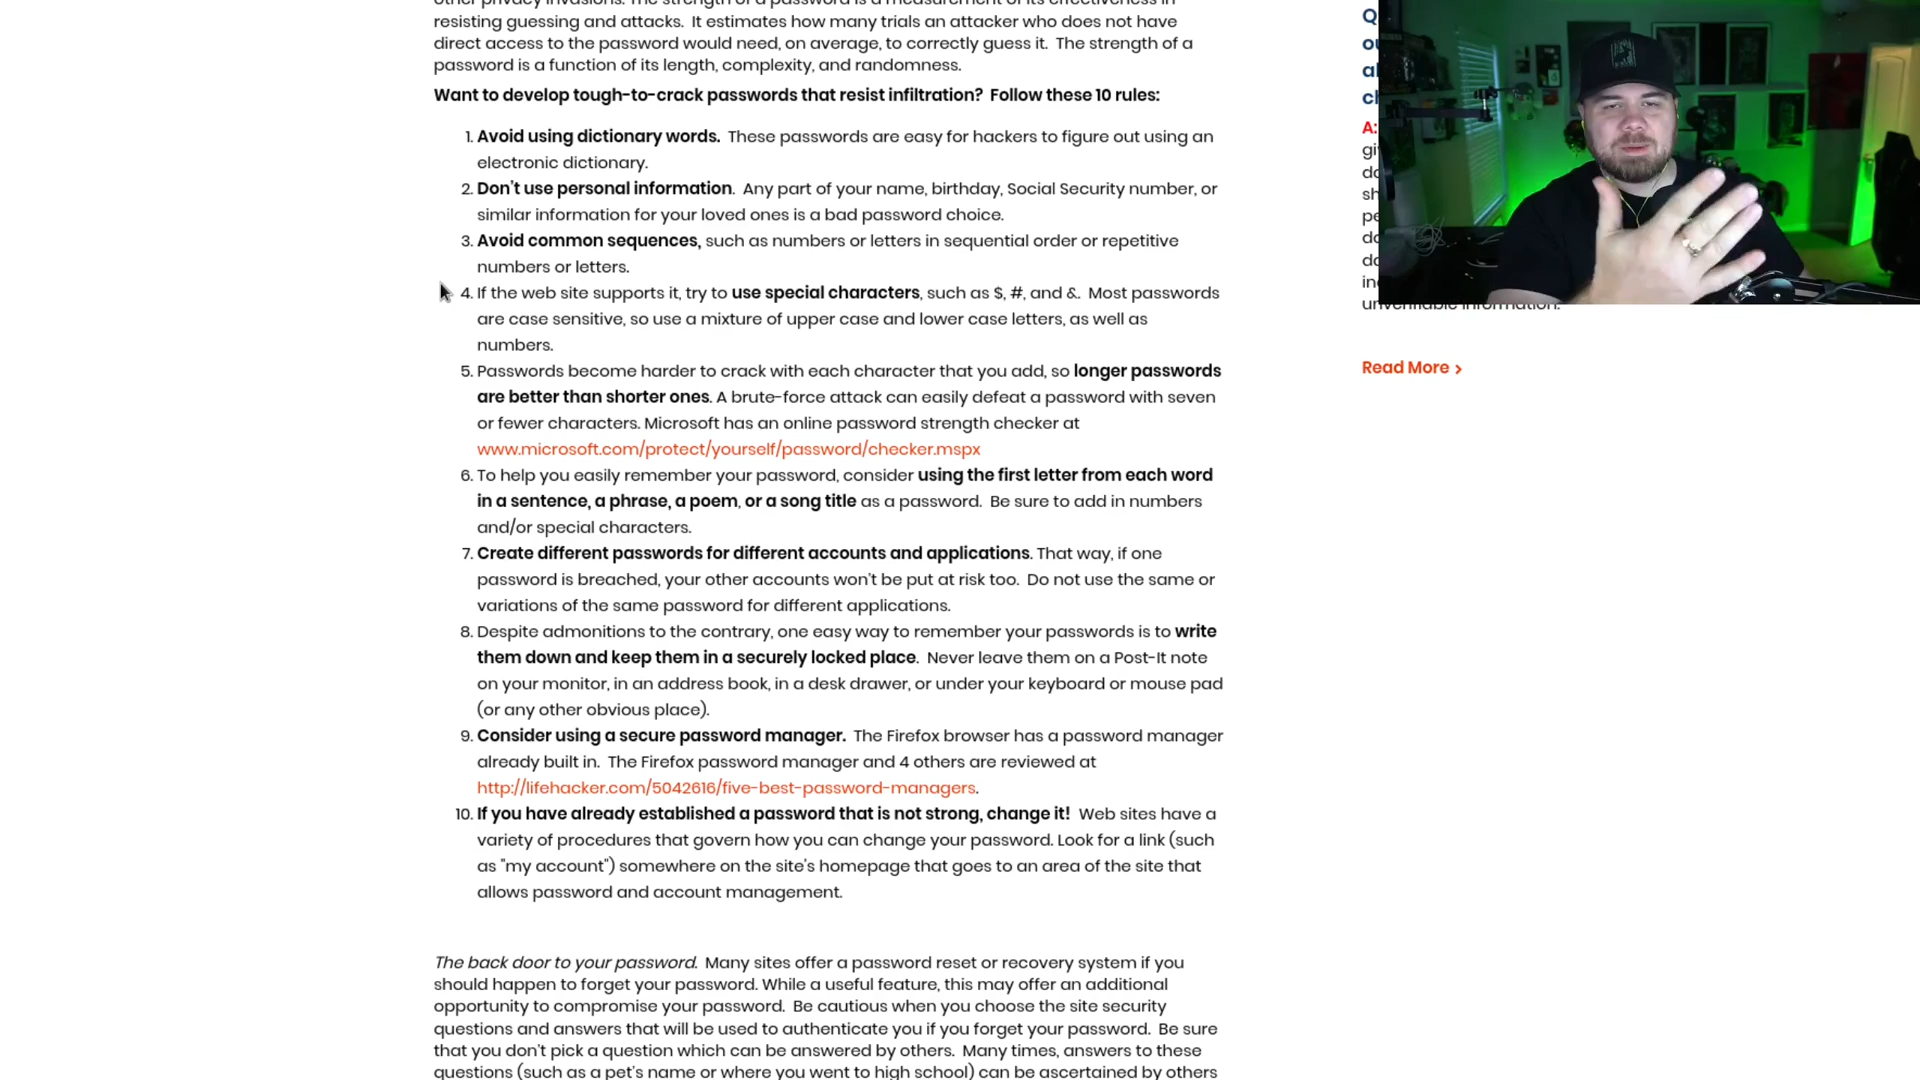 resisting guessing and attacks. It estimates how many trials an attacker who does not have
direct access to the password would need, on average, to correctly guess it. The strength of a
password is a function of its length, complexity, and randomness.
Want to develop tough-to-crack passwords that resist infiltration? Follow these 10 rules:
1. Avoid using dictionary words. These passwords are easy for hackers to figure out using an
electronic dictionary.
2. Don't use personal information. Any part of your name, birthday, Social Security number, or
similar information for your loved ones is a bad password choice.
3. Avoid common sequences, such as numbers or letters in sequential order or repetitive
numbers or letters.
4. If the web site supports it, try to use special characters, such as $, #, and &. Most passwords
are case sensitive, so use a mixture of upper case and lower case letters, as well as
numbers.
5. Passwords become harder to crack with each character that you add, so longer passwords
are better than shorter ones. A brute-force attack can easily defeat a password with seven
or fewer characters. Microsoft has an online password strength checker at
www.microsoft.com/protect/yourself/password/checker.mspx
6. To help you easily remember your password, consider using the first letter from each word
in a sentence, a phrase, a poem, or a song title as a password. Be sure to add in numbers
and/or special characters.
7. Create different passwords for different accounts and applications. That way, if one
password is breached, your other accounts won't be put at risk too. Do not use the same or
variations of the same password for different applications.
8. Despite admonitions to the contrary, one easy way to remember your passwords is to write
them down and keep them in a securely locked place. Never leave them on a Post-It note
on your monitor, in an address book, in a desk drawer, or under your keyboard or mouse pad
(or any other obvious place).
9. Consider using a secure password manager. The Firefox browser has a password manager
already built in. The Firefox password manager and 4 others are reviewed at
http://lifehacker.com/5042616/five-best-password-managers.
10. If you have already established a password that is not strong, change it! Web sites have a
variety of procedures that govern how you can change your password. Look for a link (such
as "my account") somewhere on the site's homepage that goes to an area of the site that
allows password and account management.
The back door to your password. Many sites offer a password reset or recovery system if you
should happen to forget your password. While a useful feature, this may offer an additional
opportunity to compromise your password. Be cautious when you choose the site security
questions and answers that will be used to authenticate you if you forget your password. Be sure
that you don't pick a question which can be answered by others. Many times, answers to these
questions (such as a pet's name or where you went to high school) can be ascertained by others
A:
Read More >